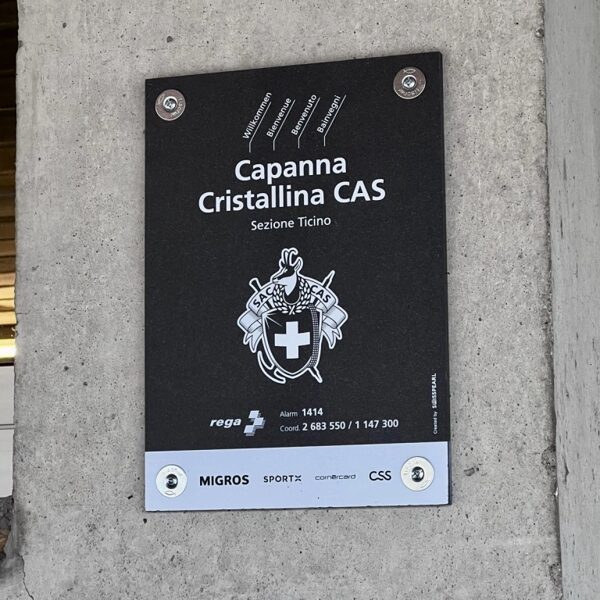 Willkommen
Bienvenue
Benvenuto
Bainvegni
Capanna
Cristallina CAS
Sezione Ticino
SAC CAS
rega Alarm 1414
Coord. 2 683 550 / 1 147 300
Created by SWISSPEARL
MIGROS SPORTX cornèrcard CSS